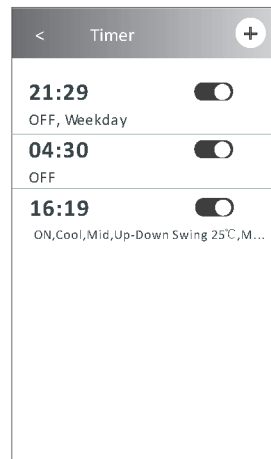 < Timer +
21:29
OFF, Weekday
04:30
OFF
16:19
ON,Cool,Mid,Up-Down Swing 25℃,M...